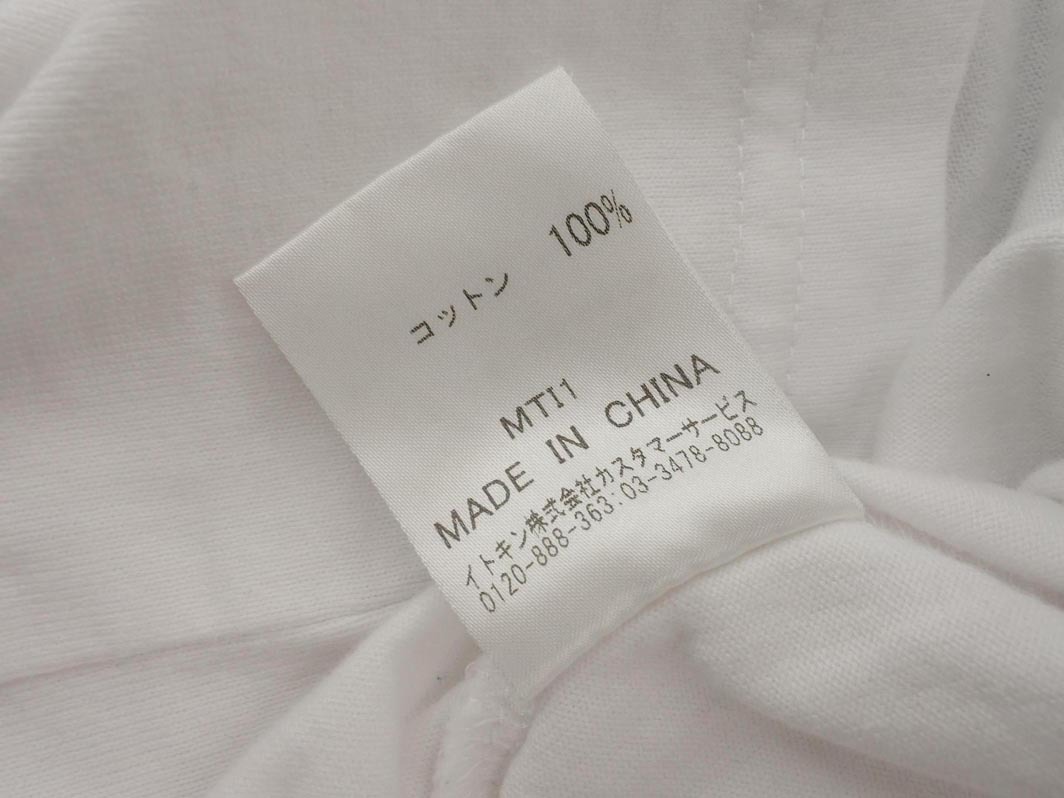 コットン 100%
MTI1
MADE IN CHINA
イトキン株式会社カスタマーサービス
0120-888-363:03-3478-8088